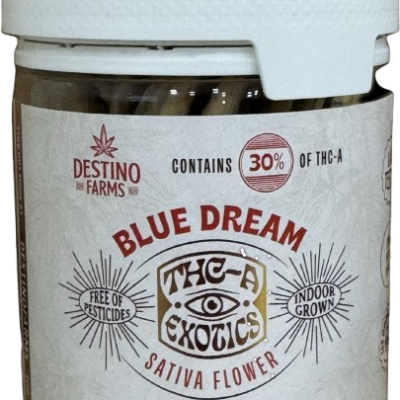 DESTINO
FARMS
CONTAINS 30% OF THC-A
BLUE DREAM
THC-A
EXOTICS
FREE OF
PESTICIDES
INDOOR
GROWN
SATIVA FLOWER